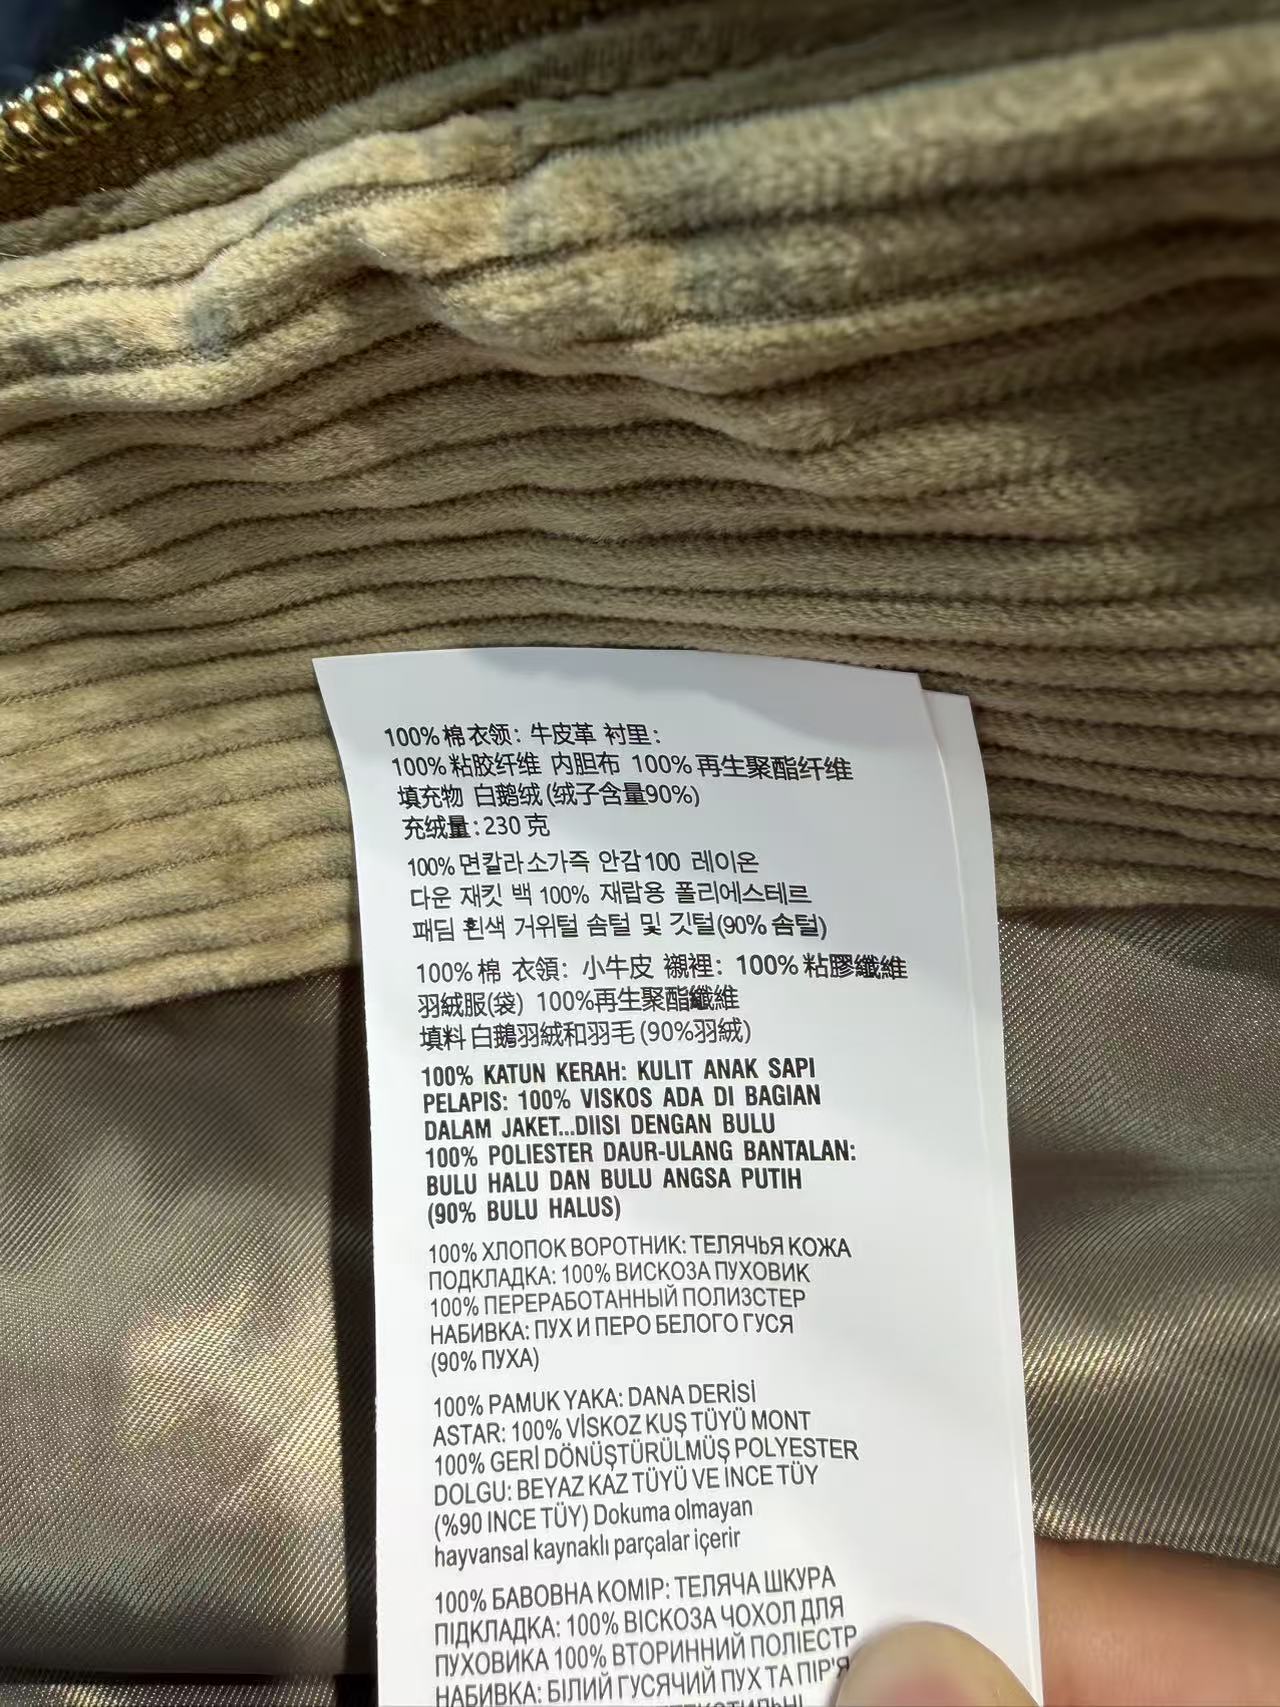 100%棉衣领: 牛皮革 衬里:
100%粘胶纤维 内胆布 100%再生聚酯纤维
填充物 白鹅绒(绒子含量90%)
充绒量:230克
100%면칼라소가죽 안감100 레이온
다운 재킷 백 100% 재랍용 폴리에스테르
패딤 흰색 거위털 솜털 및 깃털(90% 솜털)
100%棉 衣領: 小牛皮 襯裡: 100%粘膠纖維
羽絨服(袋) 100%再生聚酯纖維
填料 白鵝羽絨和羽毛(90%羽絨)
100% KATUN KERAH: KULIT ANAK SAPI
PELAPIS: 100% VISKOS ADA DI BAGIAN
DALAM JAKET...DIISI DENGAN BULU
100% POLIESTER DAUR-ULANG BANTALAN:
BULU HALU DAN BULU ANGSA PUTIH
(90% BULU HALUS)
100% ХЛОПОК ВОРОТНИК: ТЕЛЯЧЬЯ КОЖА
ПОДКЛАДКА: 100% ВИСКОЗА ПУХОВИК
100% ПЕРЕРАБОТАННЫЙ ПОЛИЗСТЕР
НАБИВКА: ПУХ И ПЕРО БЕЛОГО ГУСЯ
(90% ПУХА)
100% PAMUK YAKA: DANA DERİSİ
ASTAR: 100% VİSKOZ KUŞ TÜYÜ MONT
100% GERİ DÖNÜŞTÜRÜLMÜŞ POLYESTER
DOLGU: BEYAZ KAZ TÜYÜ VE INCE TÜY
(%90 INCE TÜY) Dokuma olmayan
hayvansal kaynaklı parçalar içerir
100% БАВОВНА КОМІР: ТЕЛЯЧА ШКУРА
ПІДКЛАДКА: 100% ВІСКОЗА ЧОХОЛ ДЛЯ
ПУХОВИКА 100% ВТОРИННИЙ ПОЛІЕСТР
НАБИВКА: БІЛИЙ ГУСЯЧИЙ ПУХ ТА ПІР'Я